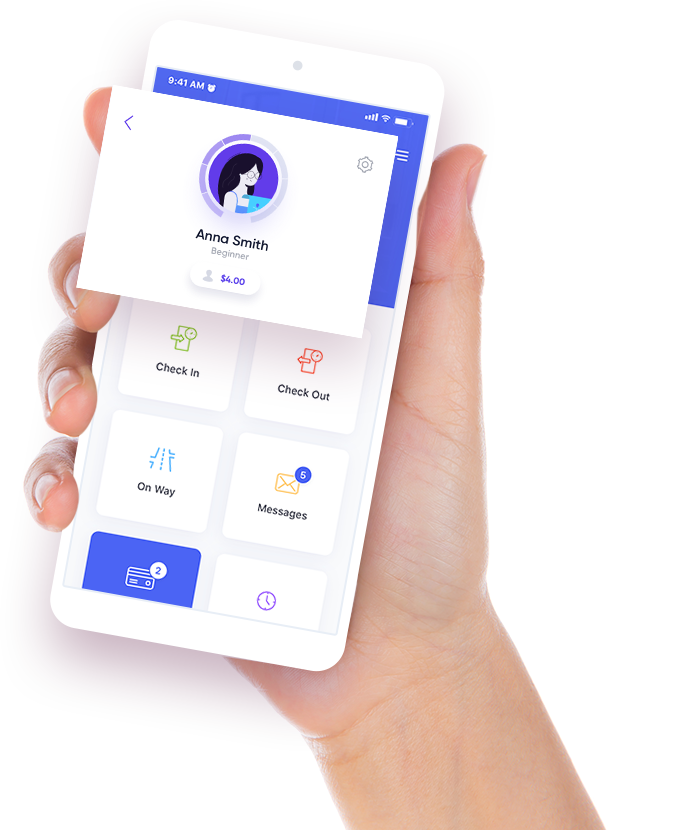 9:41 AM
Anna Smith
Beginner
$4.00
Check In
Check Out
On Way
5
Messages
2